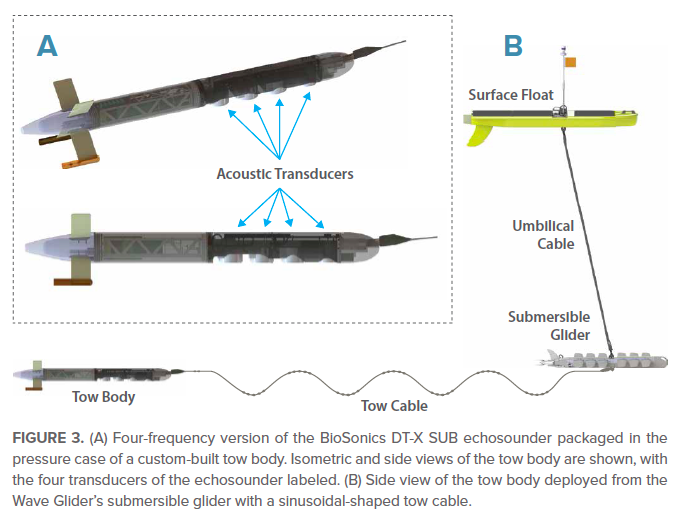 A
B
Surface Float
Acoustic Transducers
Umbilical
Cable
Submersible
Glider
Tow Body
Tow Cable
FIGURE 3. (A) Four-frequency version of the BioSonics DT-X SUB echosounder packaged in the
pressure case of a custom-built tow body. Isometric and side views of the tow body are shown, with
the four transducers of the echosounder labeled. (B) Side view of the tow body deployed from the
Wave Glider’s submersible glider with a sinusoidal-shaped tow cable.